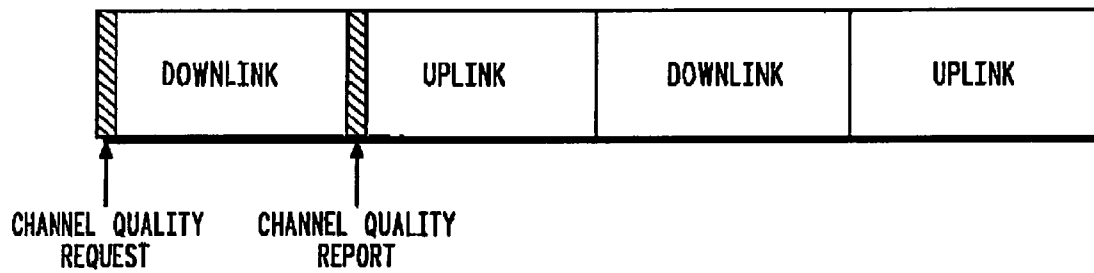 DOWNLINK
UPLINK
DOWNLINK
UPLINK
CHANNEL QUALITY
REQUEST
CHANNEL QUALITY
REPORT